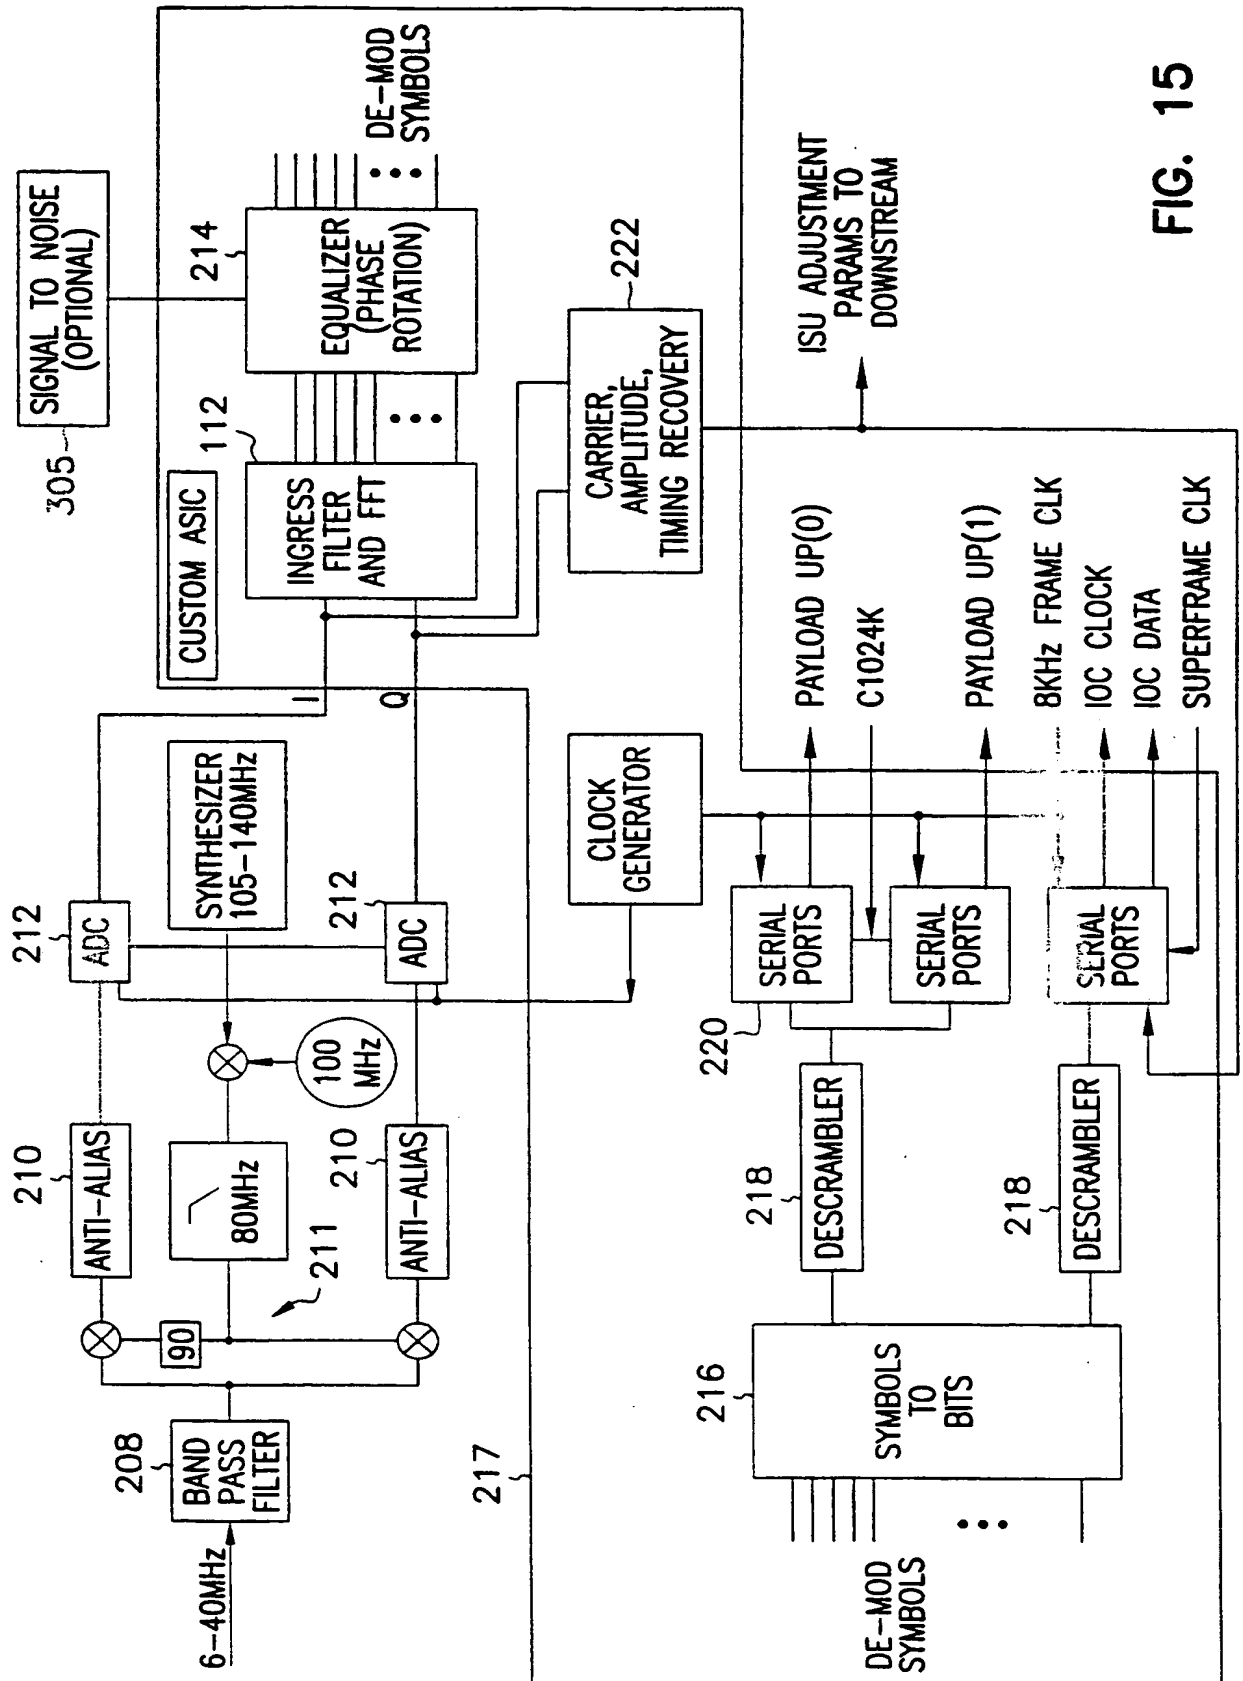 6-40MHz
208
BAND
PASS
FILTER
90
211
210
ANTI-ALIAS
80MHz
210
ANTI-ALIAS
100
MHz
212
ADC
SYNTHESIZER
105-140MHz
212
ADC
I
Q
CUSTOM ASIC
305
SIGNAL TO NOISE
(OPTIONAL)
112
INGRESS
FILTER
AND FFT
214
EQUALIZER
(PHASE
ROTATION)
DE-MOD
SYMBOLS
222
CARRIER,
AMPLITUDE,
TIMING RECOVERY
ISU ADJUSTMENT
PARAMS TO
DOWNSTREAM
217
CLOCK
GENERATOR
DE-MOD
SYMBOLS
216
SYMBOLS
TO
BITS
218
DESCRAMBLER
218
DESCRAMBLER
220
SERIAL
PORTS
SERIAL
PORTS
SERIAL
PORTS
PAYLOAD UP(0)
C1024K
PAYLOAD UP(1)
8KHz FRAME CLK
IOC CLOCK
IOC DATA
SUPERFRAME CLK
FIG. 15